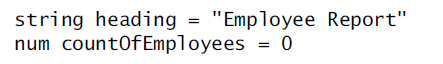 string heading = "Employee Report"
num countOfEmployees = 0